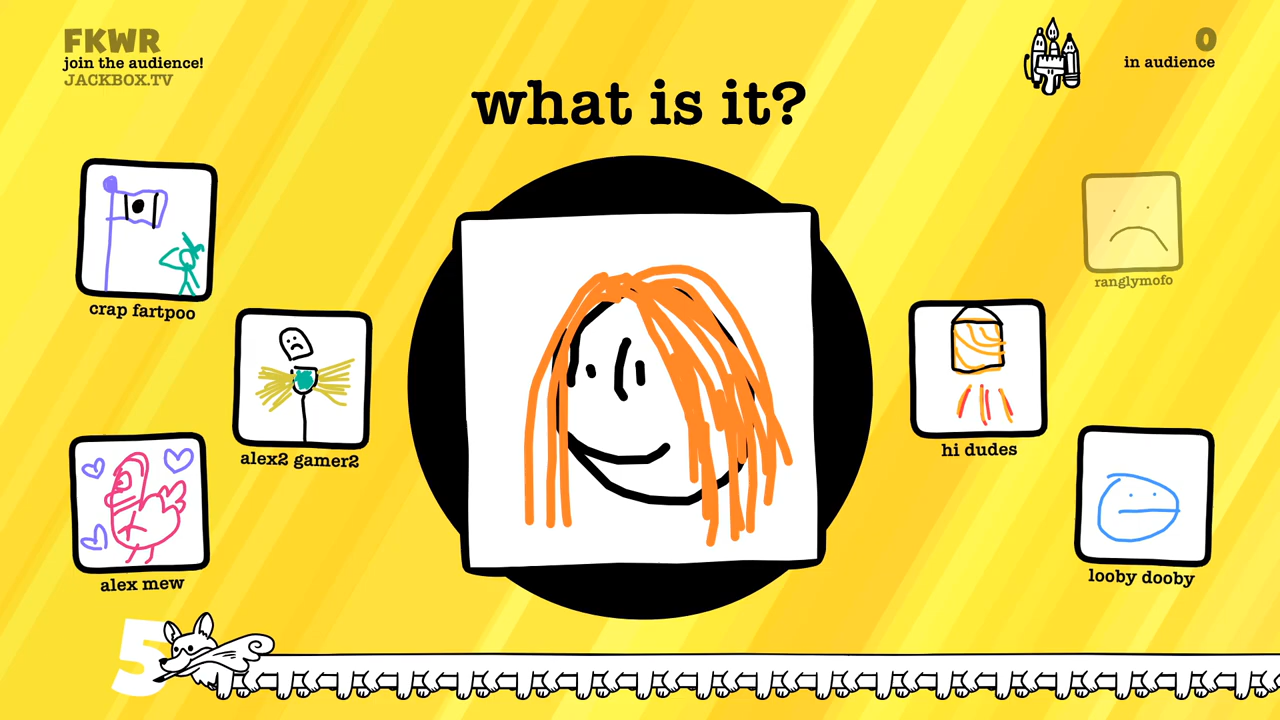 FKWR
join the audience!
JACKBOX.TV
0
in audience
what is it?
crap fartpoo
ranglymofo
alex2 gamer2
hi dudes
alex mew
looby dooby
5